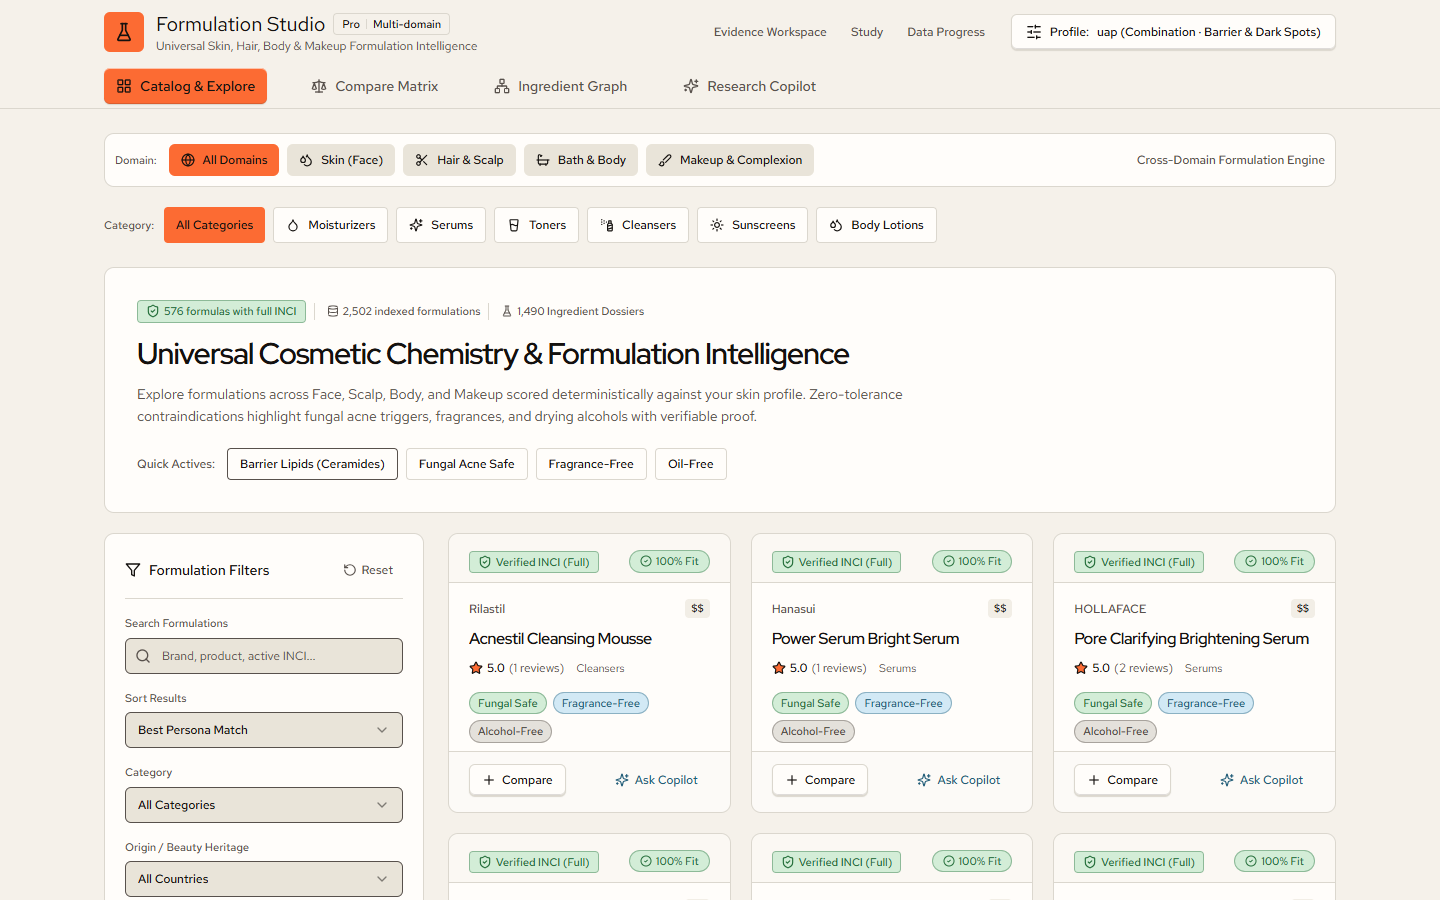 Formulation Studio Pro Multi-domain
Universal Skin, Hair, Body & Makeup Formulation Intelligence
Evidence Workspace Study Data Progress Profile: uap (Combination · Barrier & Dark Spots)
Catalog & Explore Compare Matrix Ingredient Graph Research Copilot
Domain: All Domains Skin (Face) Hair & Scalp Bath & Body Makeup & Complexion Cross-Domain Formulation Engine
Category: All Categories Moisturizers Serums Toners Cleansers Sunscreens Body Lotions
576 formulas with full INCI 2,502 indexed formulations 1,490 Ingredient Dossiers
Universal Cosmetic Chemistry & Formulation Intelligence
Explore formulations across Face, Scalp, Body, and Makeup scored deterministically against your skin profile. Zero-tolerance
contraindications highlight fungal acne triggers, fragrances, and drying alcohols with verifiable proof.
Quick Actives: Barrier Lipids (Ceramides) Fungal Acne Safe Fragrance-Free Oil-Free
Formulation Filters Reset
Search Formulations
Brand, product, active INCI...
Sort Results
Best Persona Match
Category
All Categories
Origin / Beauty Heritage
All Countries
Verified INCI (Full) 100% Fit
Rilastil $$
Acnestil Cleansing Mousse
5.0 (1 reviews) Cleansers
Fungal Safe Fragrance-Free
Alcohol-Free
Compare Ask Copilot
Verified INCI (Full) 100% Fit
Hanasui $$
Power Serum Bright Serum
5.0 (1 reviews) Serums
Fungal Safe Fragrance-Free
Alcohol-Free
Compare Ask Copilot
Verified INCI (Full) 100% Fit
HOLLAFACE $$
Pore Clarifying Brightening Serum
5.0 (2 reviews) Serums
Fungal Safe Fragrance-Free
Alcohol-Free
Compare Ask Copilot
Verified INCI (Full) 100% Fit
Verified INCI (Full) 100% Fit
Verified INCI (Full) 100% Fit